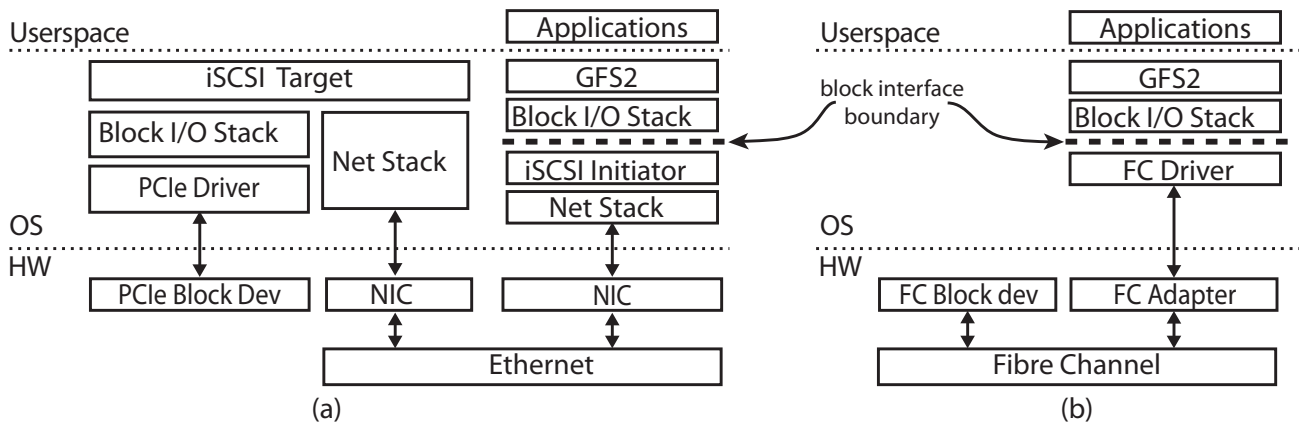 Userspace
Applications
iSCSI Target
GFS2
Block I/O Stack
Block I/O Stack
Net Stack
PCIe Driver
iSCSI Initiator
Net Stack
OS
HW
PCIe Block Dev
NIC
NIC
Ethernet
(a)
block interface
boundary
Userspace
Applications
GFS2
Block I/O Stack
FC Driver
OS
HW
FC Block dev
FC Adapter
Fibre Channel
(b)